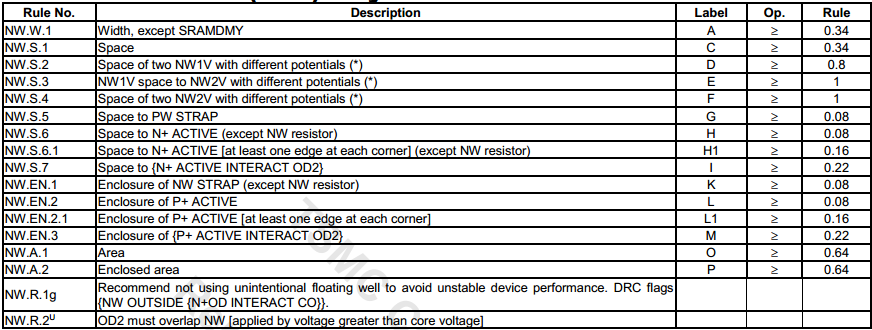 Rule No. Description Label Op. Rule
NW.W.1 Width, except SRAMDMY A ≥ 0.34
NW.S.1 Space C ≥ 0.34
NW.S.2 Space of two NW1V with different potentials (*) D ≥ 0.8
NW.S.3 NW1V space to NW2V with different potentials (*) E ≥ 1
NW.S.4 Space of two NW2V with different potentials (*) F ≥ 1
NW.S.5 Space to PW STRAP G ≥ 0.08
NW.S.6 Space to N+ ACTIVE (except NW resistor) H ≥ 0.08
NW.S.6.1 Space to N+ ACTIVE [at least one edge at each corner] (except NW resistor) H1 ≥ 0.16
NW.S.7 Space to {N+ ACTIVE INTERACT OD2} I ≥ 0.22
NW.EN.1 Enclosure of NW STRAP (except NW resistor) K ≥ 0.08
NW.EN.2 Enclosure of P+ ACTIVE L ≥ 0.08
NW.EN.2.1 Enclosure of P+ ACTIVE [at least one edge at each corner] L1 ≥ 0.16
NW.EN.3 Enclosure of {P+ ACTIVE INTERACT OD2} M ≥ 0.22
NW.A.1 Area O ≥ 0.64
NW.A.2 Enclosed area P ≥ 0.64
NW.R.1g Recommend not using unintentional floating well to avoid unstable device performance. DRC flags
{NW OUTSIDE {N+OD INTERACT CO}}.
NW.R.2U OD2 must overlap NW [applied by voltage greater than core voltage]
TSMC